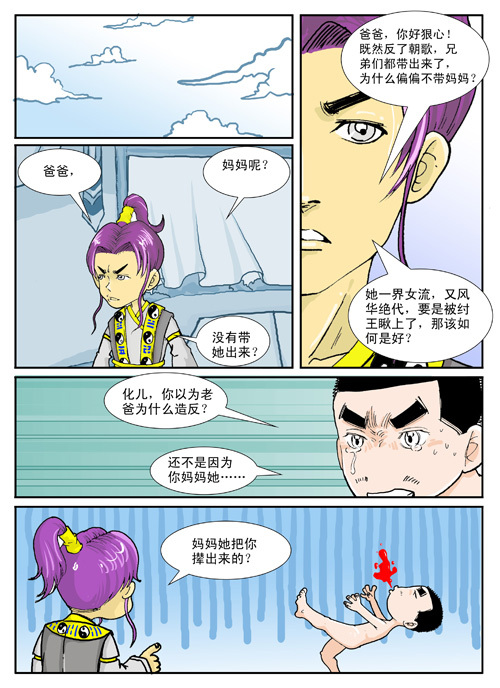 爸爸，
妈妈呢？
没有带
她出来？
爸爸，你好狠心！
既然反了朝歌，兄
弟们都带出来了，
为什么偏偏不带妈妈？
她一界女流，又风
华绝代，要是被纣
王瞅上了，那该如
何是好？
化儿，你以为老
爸为什么造反？
还不是因为
你妈妈她……
妈妈她把你
撵出来的？